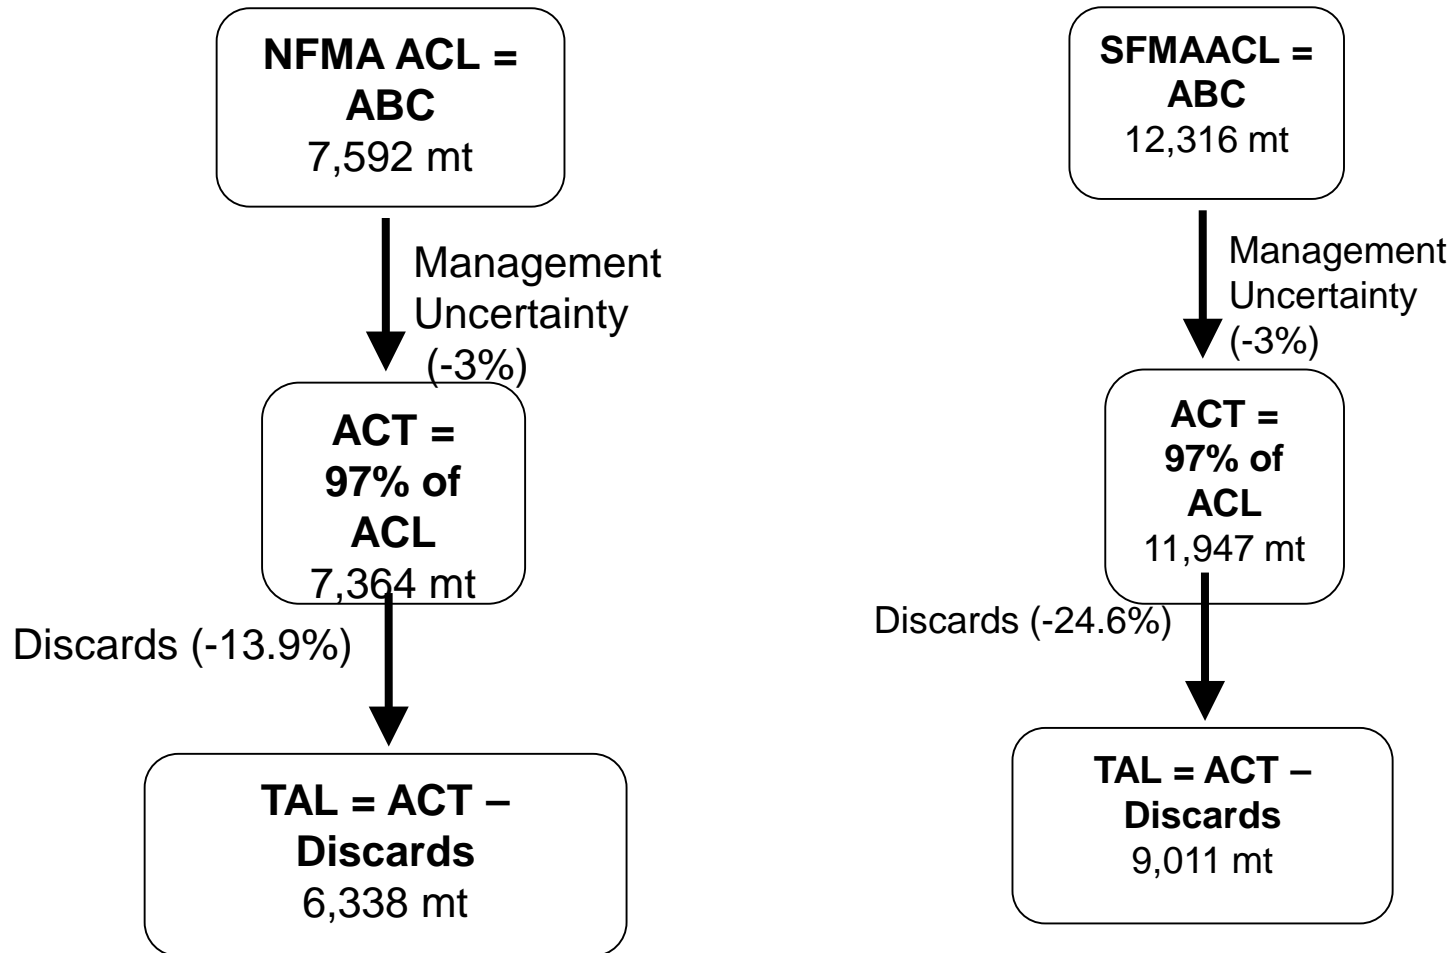 NFMA ACL =
ABC
7,592 mt
Management
Uncertainty
(-3%)
ACT =
97% of
ACL
7,364 mt
Discards (-13.9%)
TAL = ACT –
Discards
6,338 mt
SFMAACL =
ABC
12,316 mt
Management
Uncertainty
(-3%)
ACT =
97% of
ACL
11,947 mt
Discards (-24.6%)
TAL = ACT –
Discards
9,011 mt